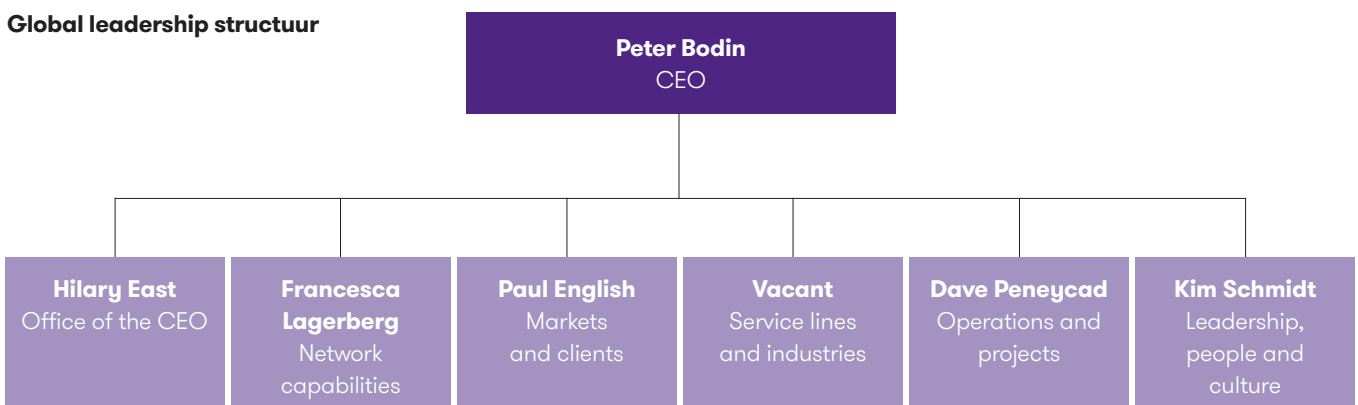 Global leadership structuur
Peter Bodin
CEO
Hilary East
Office of the CEO
Francesca
Lagerberg
Network
capabilities
Paul English
Markets
and clients
Vacant
Service lines
and industries
Dave Peneycad
Operations and
projects
Kim Schmidt
Leadership,
people and
culture